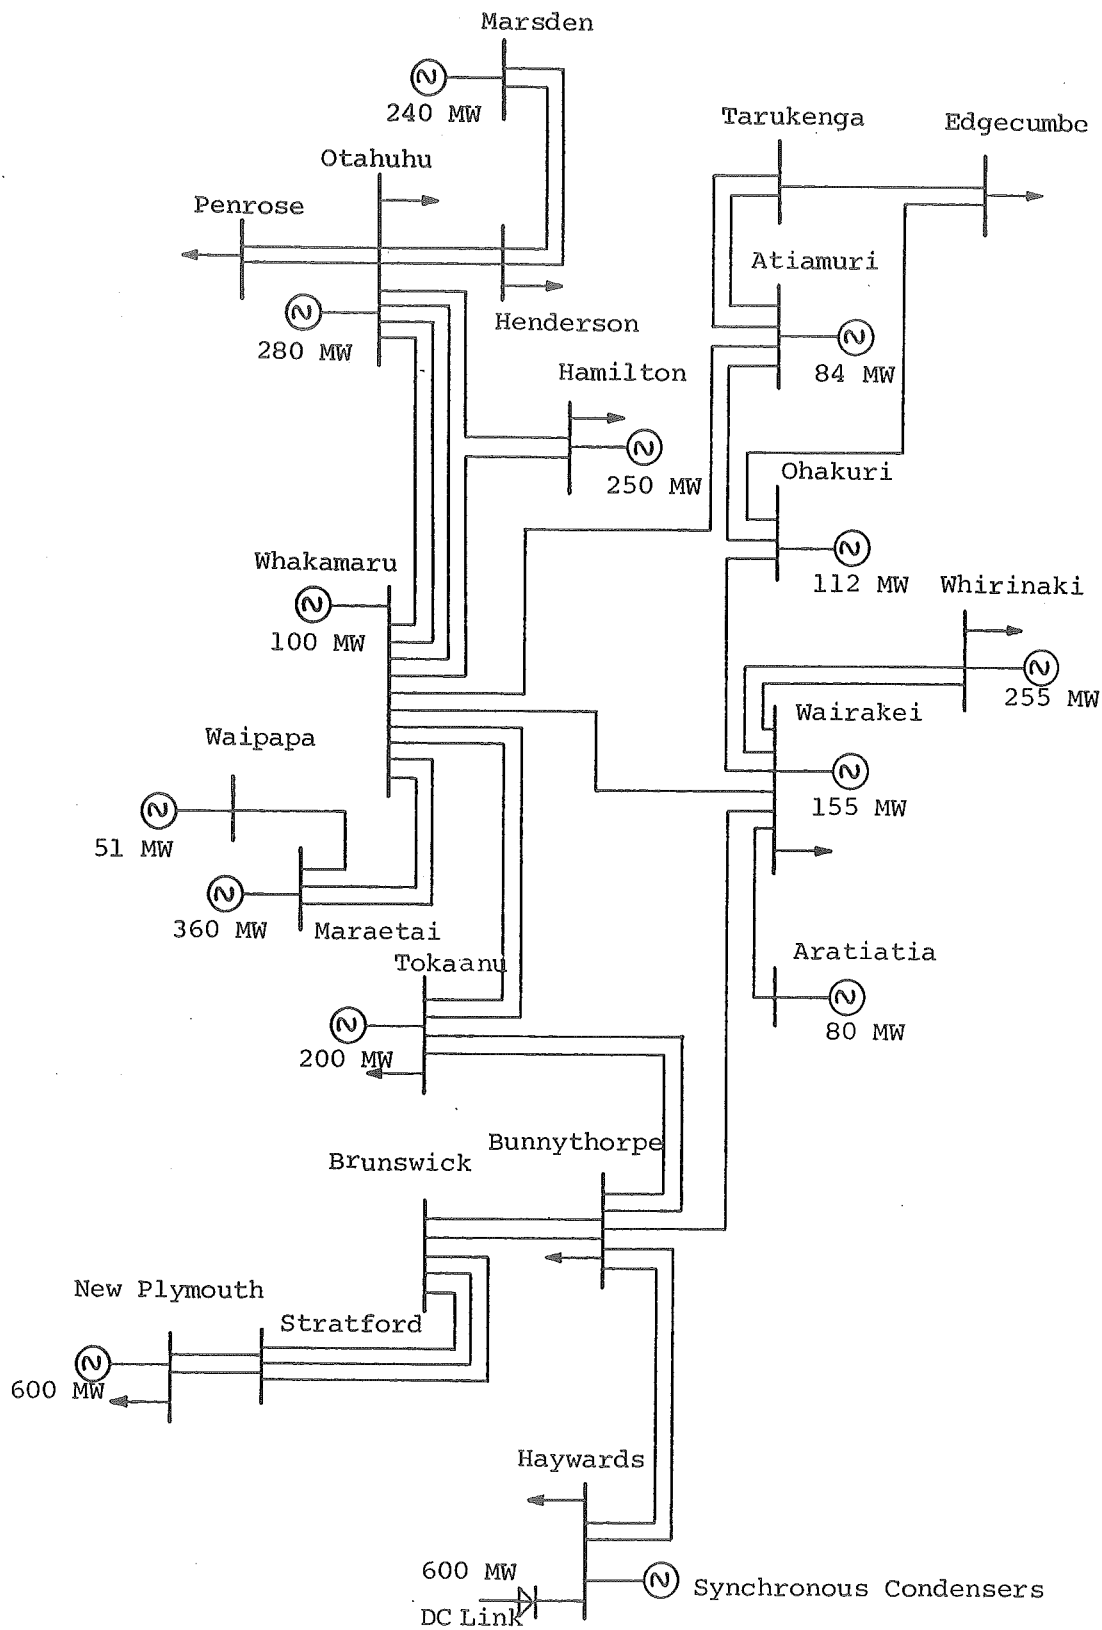 Marsden
240 MW
Tarukenga
Edgecumbe
Otahuhu
Penrose
Atiamuri
Henderson
280 MW
84 MW
Hamilton
Ohakuri
250 MW
Whakamaru
112 MW
Whirinaki
100 MW
255 MW
Wairakei
Waipapa
155 MW
51 MW
360 MW
Maraetai
Aratiatia
Tokaanu
80 MW
200 MW
Bunnythorpe
Brunswick
New Plymouth
Stratford
600 MW
Haywards
600 MW
Synchronous Condensers
DC Link